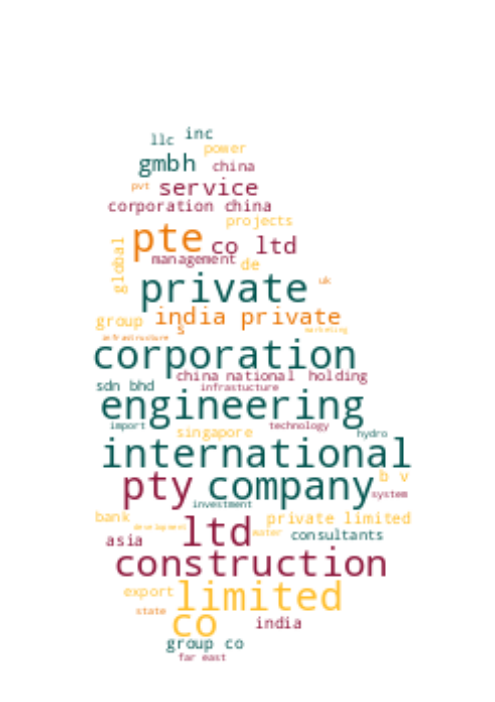 llc inc
power
gmbh china
pvt service
corporation china
projects
global pte co ltd
management de
private uk
group india private
s marketing
infrastructure
corporation
china national holding
sdn bhd infrastucture
engineering
import technology
singapore hydro
international
pty company b v
system
investment
bank private limited
ltd
development water consultants
asia
construction
export limited
state
co india
group co
far east